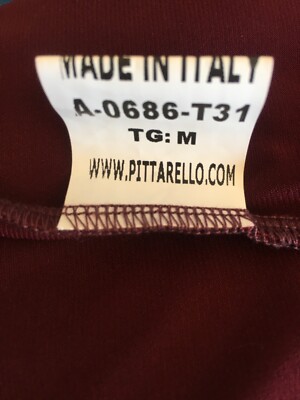 MADE IN ITALY
A-0686-T31
TG: M
WWW.PITTARELLO.COM